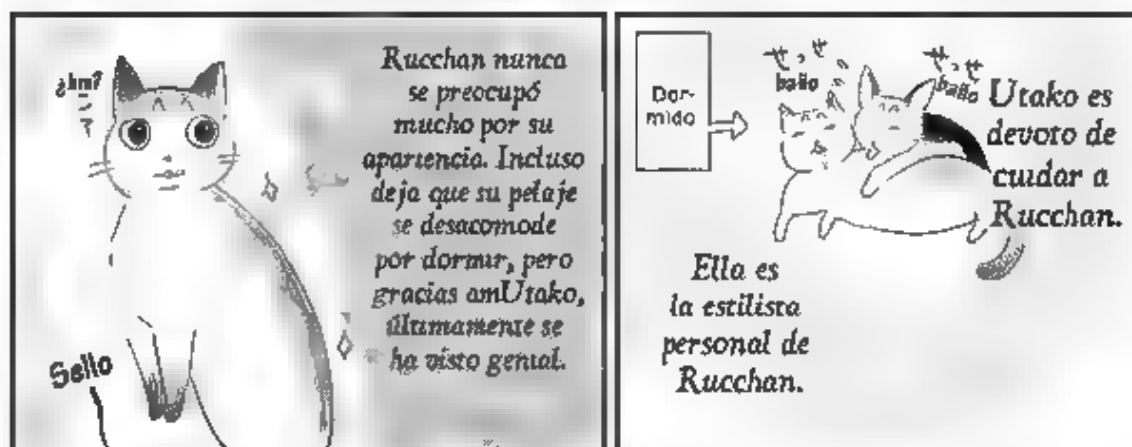 ¿hm?
Rucchan nunca
se preocupó
mucho por su
apariencia. Incluso
deja que su pelaje
se desacomode
por dormir, pero
gracias amUtako,
últimamente se
ha visto genial.
Sello
Dor-
mido
せっせ
baño
せっせ
baño
Utako es
devoto de
cuidar a
Rucchan.
Ella es
la estilista
personal de
Rucchan.